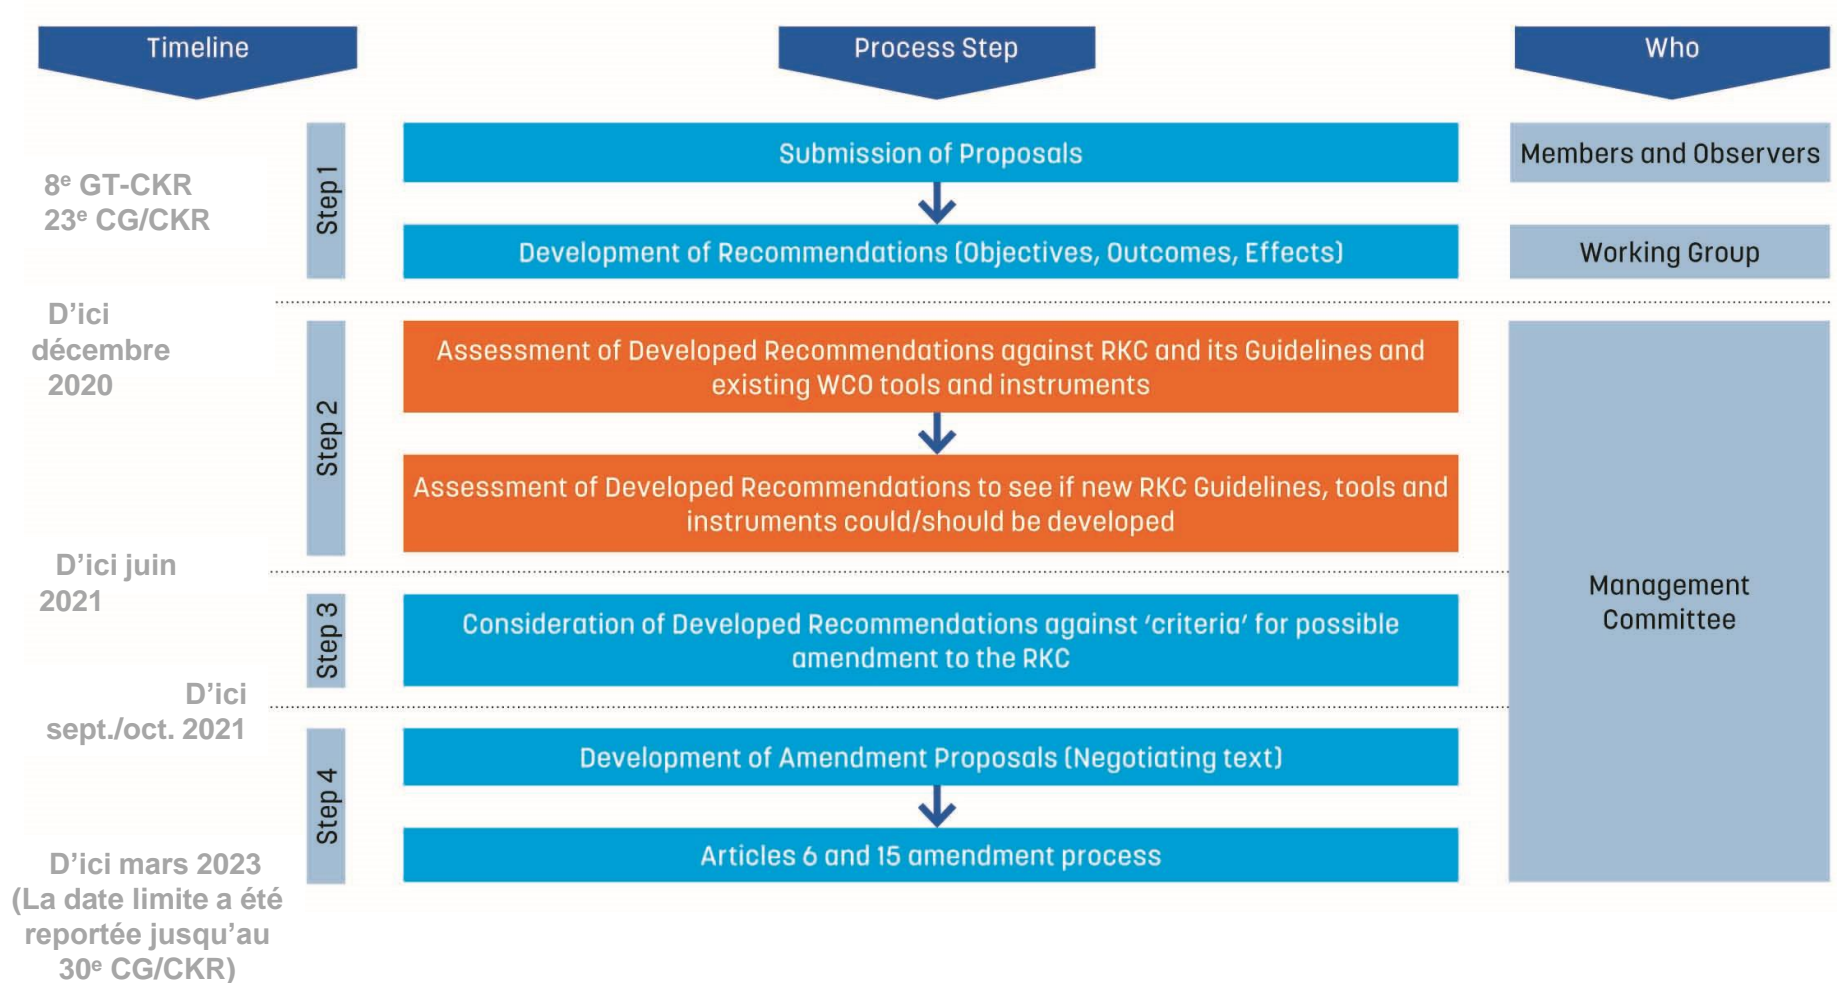 Timeline
Process Step
Who
8e GT-CKR
23e CG/CKR
Step 1
Submission of Proposals
Members and Observers
Development of Recommendations (Objectives, Outcomes, Effects)
Working Group
D’ici
décembre
2020
Step 2
Assessment of Developed Recommendations against RKC and its Guidelines and
existing WCO tools and instruments
Assessment of Developed Recommendations to see if new RKC Guidelines, tools and
instruments could/should be developed
Management
Committee
D’ici juin
2021
Step 3
Consideration of Developed Recommendations against ‘criteria’ for possible
amendment to the RKC
D’ici
sept./oct. 2021
Step 4
Development of Amendment Proposals (Negotiating text)
Articles 6 and 15 amendment process
D’ici mars 2023
(La date limite a été
reportée jusqu’au
30e CG/CKR)